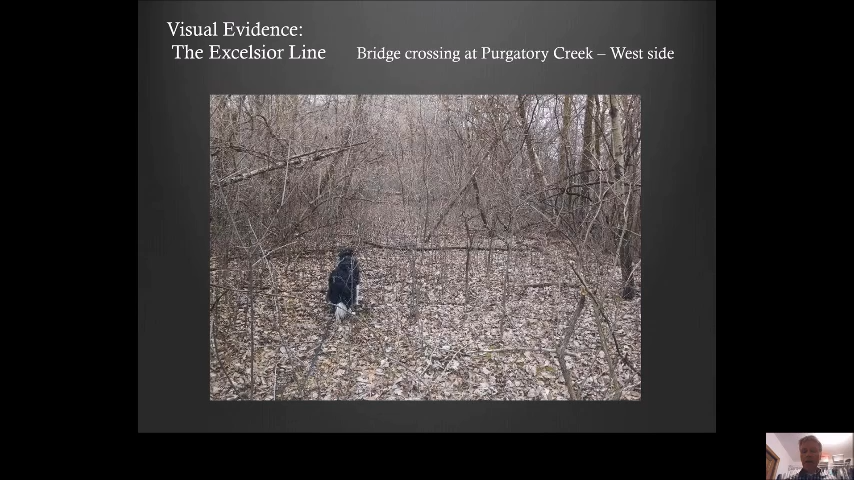 Visual Evidence:
The Excelsior Line
Bridge crossing at Purgatory Creek – West side